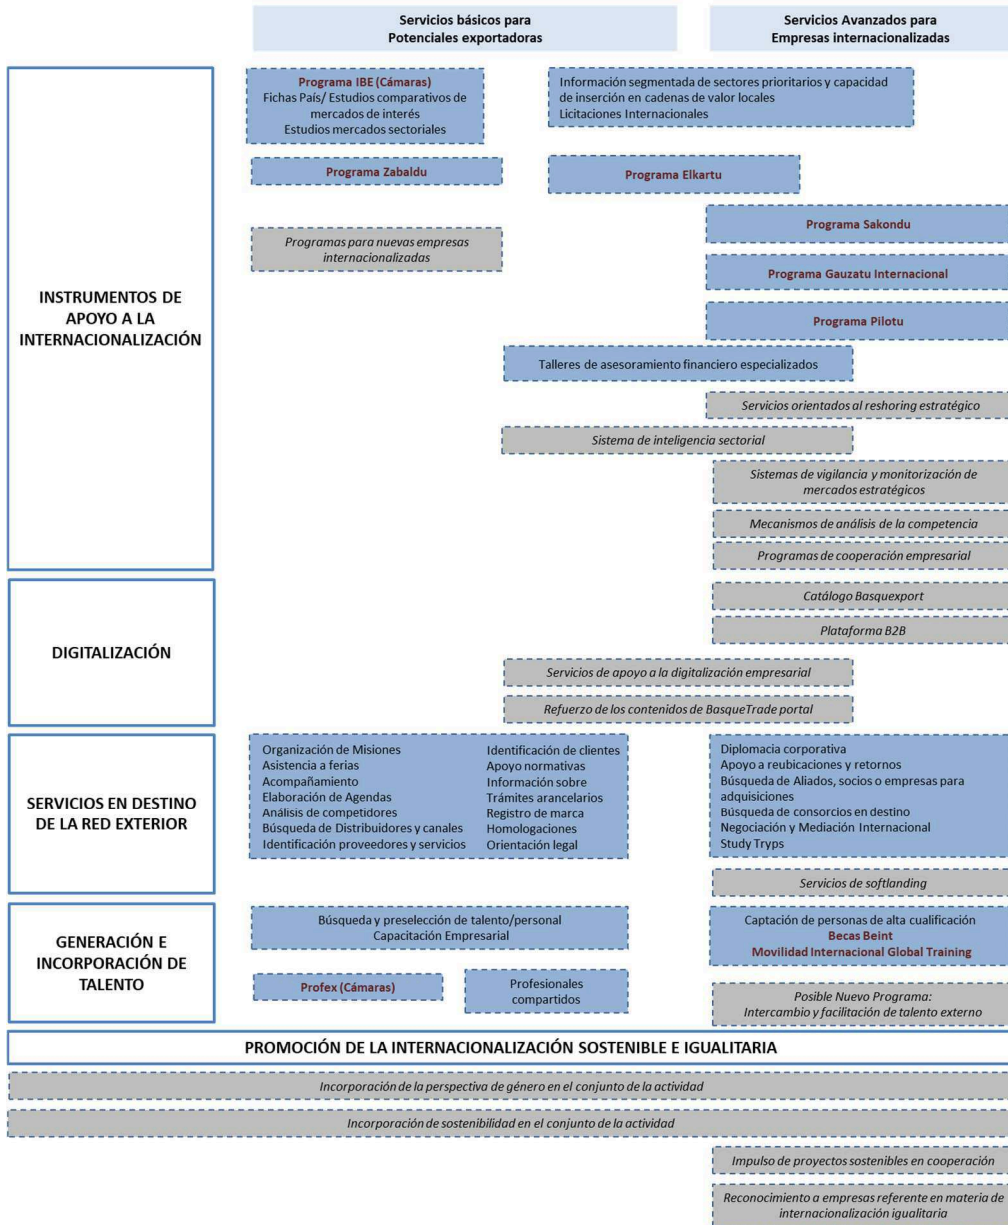 Servicios básicos para
Potenciales exportadoras
Servicios Avanzados para
Empresas internacionalizadas
INSTRUMENTOS DE
APOYO A LA
INTERNACIONALIZACIÓN
Programa IBE (Cámaras)
Fichas País/ Estudios comparativos de
mercados de interés
Estudios mercados sectoriales
Información segmentada de sectores prioritarios y capacidad
de inserción en cadenas de valor locales
Licitaciones Internacionales
Programa Zabaldu
Programa Elkartu
Programa Sakondu
Programas para nuevas empresas
internacionalizadas
Programa Gauzatu Internacional
Programa Pilotu
Talleres de asesoramiento financiero especializados
Servicios orientados al reshoring estratégico
Sistema de inteligencia sectorial
Sistemas de vigilancia y monitorización de
mercados estratégicos
Mecanismos de análisis de la competencia
Programas de cooperación empresarial
DIGITALIZACIÓN
Catálogo Basquexport
Plataforma B2B
Servicios de apoyo a la digitalización empresarial
Refuerzo de los contenidos de BasqueTrade portal
SERVICIOS EN DESTINO
DE LA RED EXTERIOR
Organización de Misiones
Asistencia a ferias
Acompañamiento
Elaboración de Agendas
Análisis de competidores
Búsqueda de Distribuidores y canales
Identificación proveedores y servicios
Identificación de clientes
Apoyo normativas
Información sobre
Trámites arancelarios
Registro de marca
Homologaciones
Orientación legal
Diplomacia corporativa
Apoyo a reubicaciones y retornos
Búsqueda de Aliados, socios o empresas para
adquisiciones
Búsqueda de consorcios en destino
Negociación y Mediación Internacional
Study Tryps
Servicios de softlanding
GENERACIÓN E
INCORPORACIÓN DE
TALENTO
Búsqueda y preselección de talento/personal
Capacitación Empresarial
Captación de personas de alta cualificación
Becas Beint
Movilidad Internacional Global Training
Profex (Cámaras)
Profesionales
compartidos
Posible Nuevo Programa:
Intercambio y facilitación de talento externo
PROMOCIÓN DE LA INTERNACIONALIZACIÓN SOSTENIBLE E IGUALITARIA
Incorporación de la perspectiva de género en el conjunto de la actividad
Incorporación de sostenibilidad en el conjunto de la actividad
Impulso de proyectos sostenibles en cooperación
Reconocimiento a empresas referente en materia de
internacionalización igualitaria